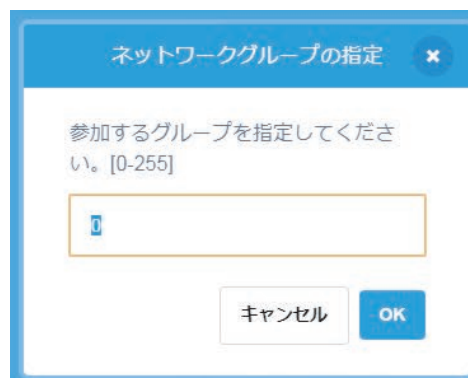 ネットワークグループの指定
参加するグループを指定してくださ
い。[0-255]
0
キャンセル
OK